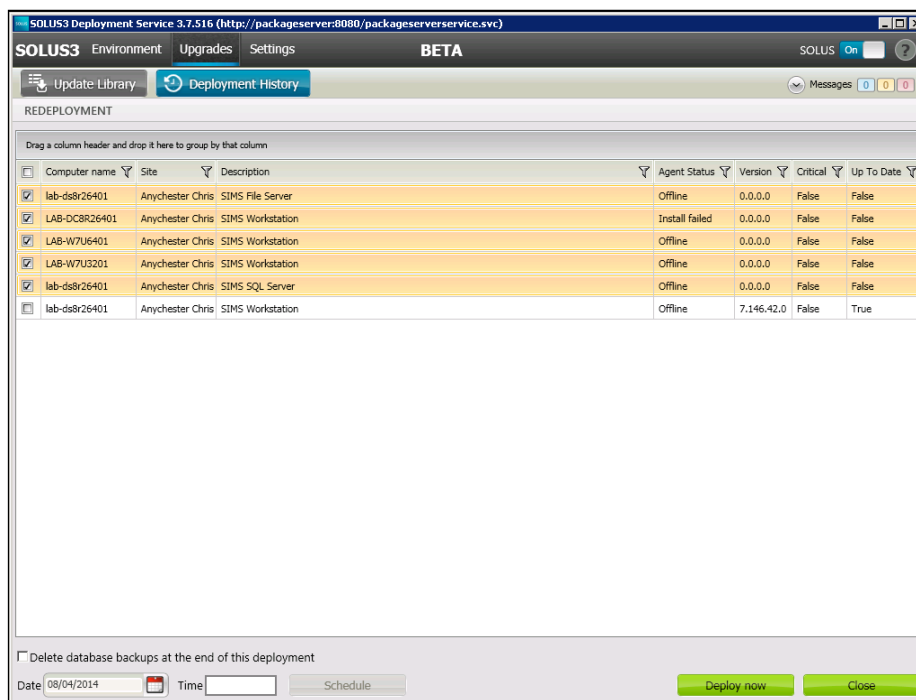 SOLUS3 Deployment Service 3.7.516 (http://packageserver:8080/packageserverservice.svc)
SOLUS3 Environment Upgrades Settings BETA SOLUS On ?
Update Library Deployment History Messages 0 0 0
REDEPLOYMENT
Drag a column header and drop it here to group by that column
Computer name Site Description Agent Status Version Critical Up To Date
lab-ds8r26401 Anychester Chris SIMS File Server Offline 0.0.0.0 False False
LAB-DC8R26401 Anychester Chris SIMS Workstation Install failed 0.0.0.0 False False
LAB-W7U6401 Anychester Chris SIMS Workstation Offline 0.0.0.0 False False
LAB-W7U3201 Anychester Chris SIMS Workstation Offline 0.0.0.0 False False
lab-ds8r26401 Anychester Chris SIMS SQL Server Offline 0.0.0.0 False False
lab-ds8r26401 Anychester Chris SIMS Workstation Offline 7.146.42.0 False True
Delete database backups at the end of this deployment
Date 08/04/2014 Time Schedule Deploy now Close